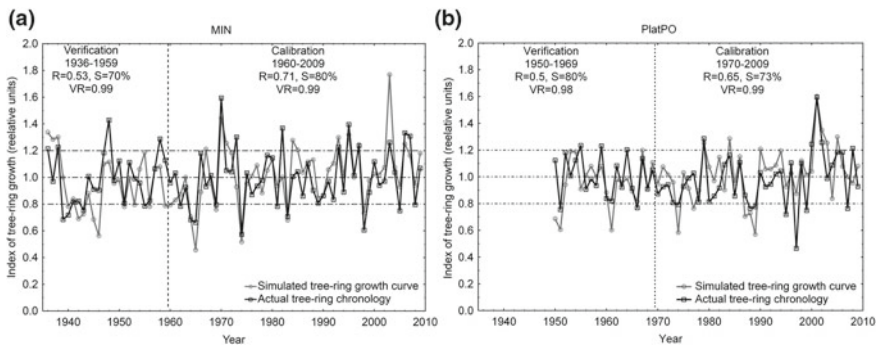 (a)
MIN
Verification
1936-1959
R=0.53, S=70%
VR=0.99
Calibration
1960-2009
R=0.71, S=80%
VR=0.99
Index of tree-ring growth (reelative units)
2.0
1.8
1.6
1.4
1.2
1.0
0.8
0.6
0.4
0.2
0.0
Simulated tree-ring growth curve
Actual tree-ring chronology
1940 1950 1960 1970 1980 1990 2000 2010
Year
(b)
PlatPO
Verification
1950-1969
R=0.5, S=80%
VR=0.98
Calibration
1970-2009
R=0.65, S=73%
VR=0.99
Index of tree-ring growth (relative units)
2.0
1.8
1.6
1.4
1.2
1.0
0.8
0.6
0.4
0.2
0.0
Simulated tree-ring growth curve
Actual tree-ring chronology
1940 1950 1960 1970 1980 1990 2000 2010
Year